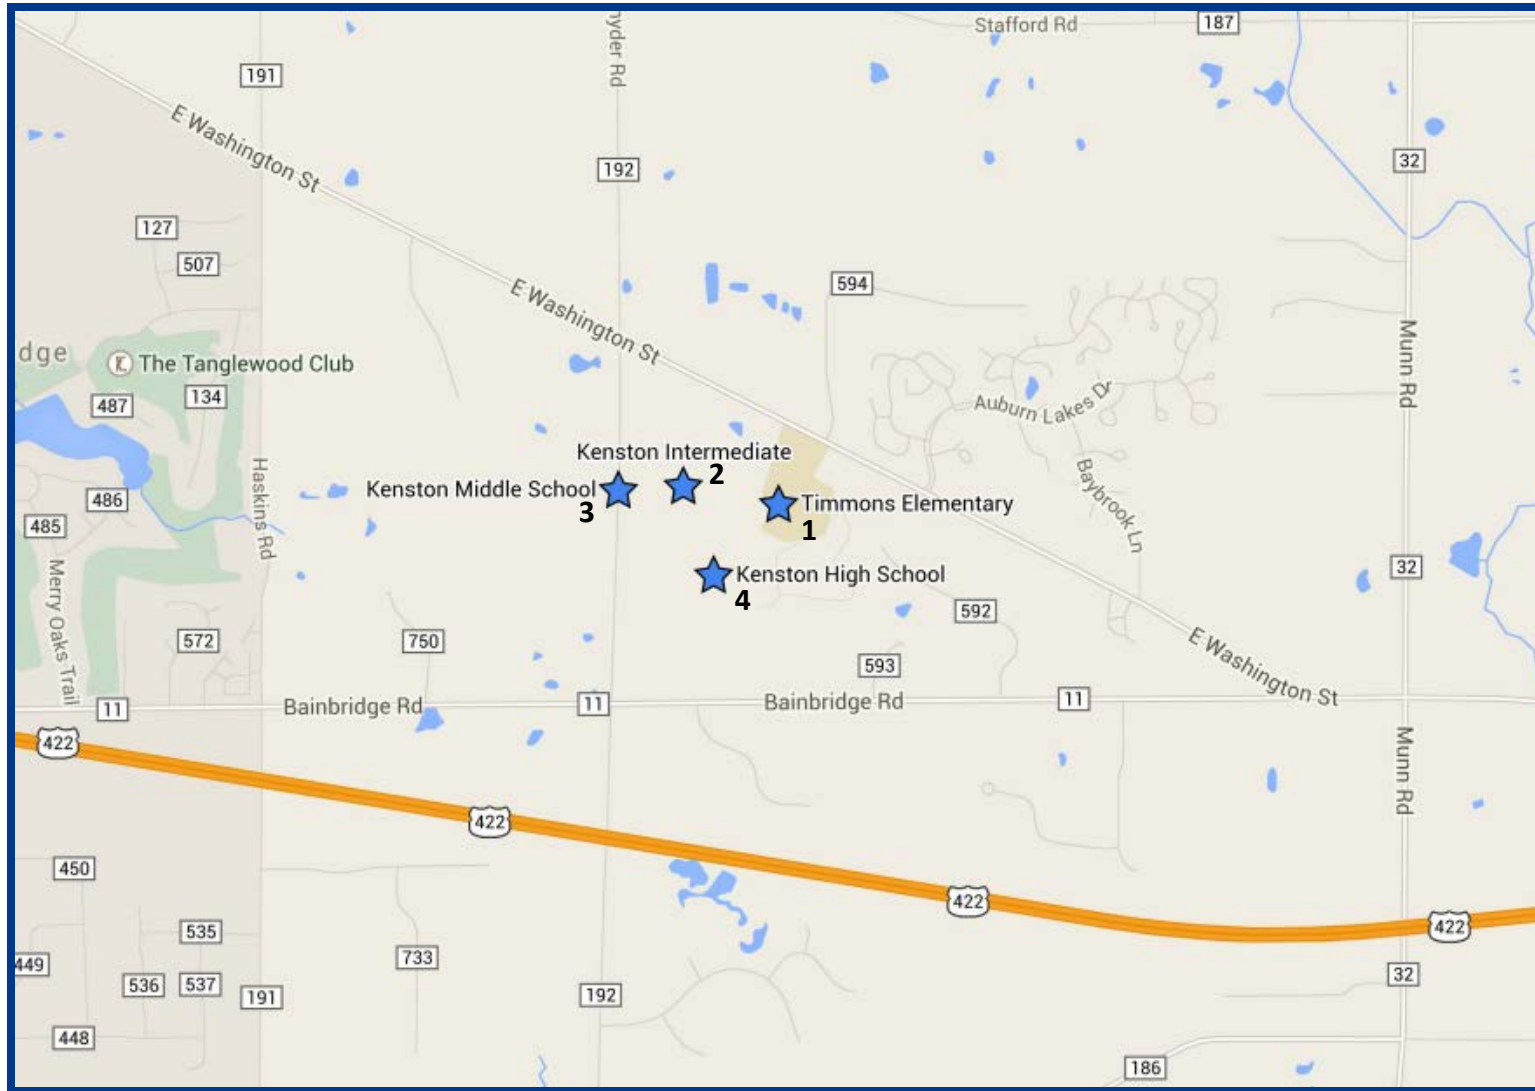 Stafford Rd
187
nyder Rd
191
E Washington St
192
32
127
507
594
E Washington St
dge
The Tanglewood Club
134
487
Munn Rd
Auburn Lakes Dr
Kenston Intermediate
2
Kenston Middle School
3
Timmons Elementary
1
Haskins Rd
Baybrook Ln
486
485
32
Kenston High School
4
Merry Oaks Trail
592
572
750
593
E Washington St
11
Bainbridge Rd
11
Bainbridge Rd
11
422
Munn Rd
422
450
422
422
535
733
449
536
537
191
192
32
448
186